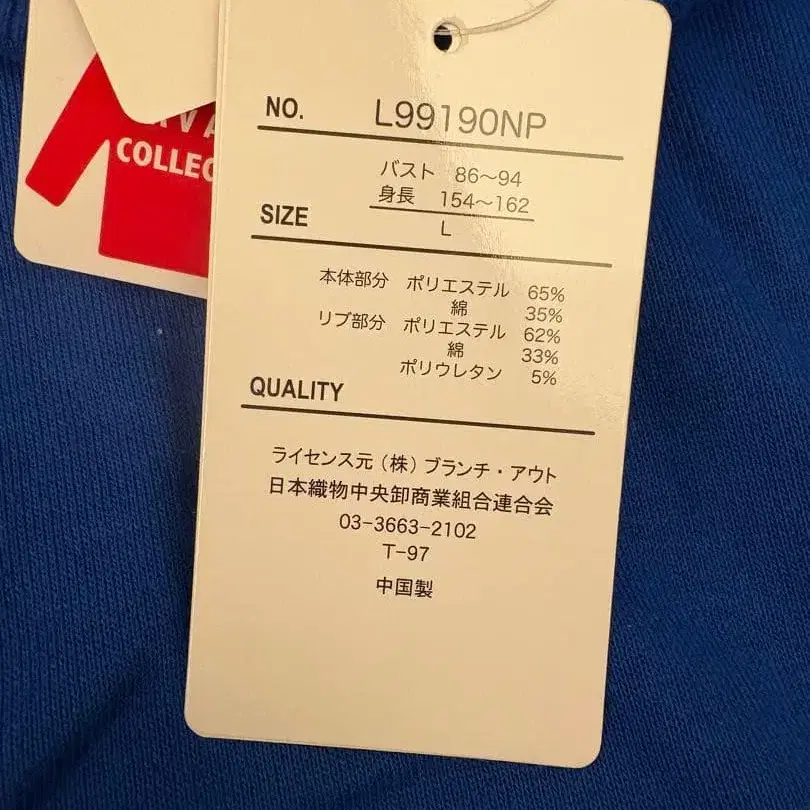 COLLEC
NO. L99190NP
バスト 86～94
身長 154～162
SIZE
L
本体部分 ポリエステル 65%
綿 35%
リブ部分 ポリエステル 62%
綿 33%
ポリウレタン 5%
QUALITY
ライセンス元（株）ブランチ・アウト
日本織物中央卸商業組合連合会
03-3663-2102
T-97
中国製